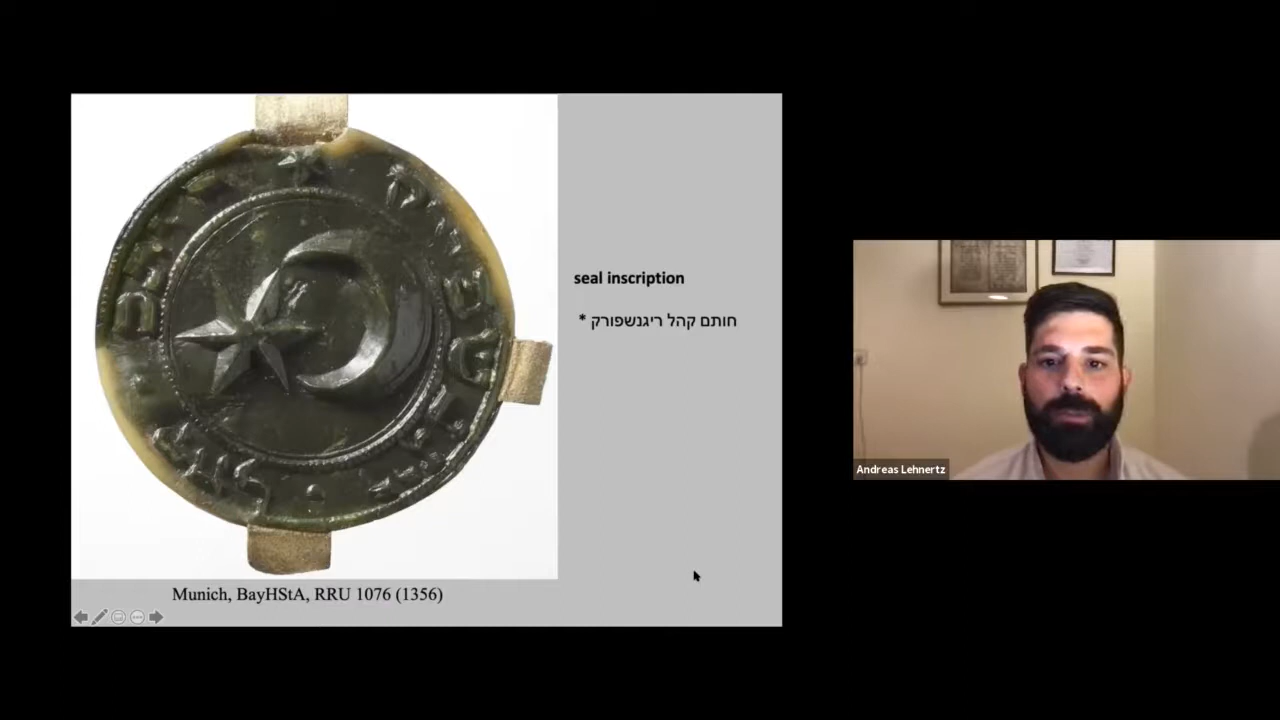 seal inscription
חותם קהל ריגנשפורק *
Munich, BayHStA, RRU 1076 (1356)
Andreas Lehnertz